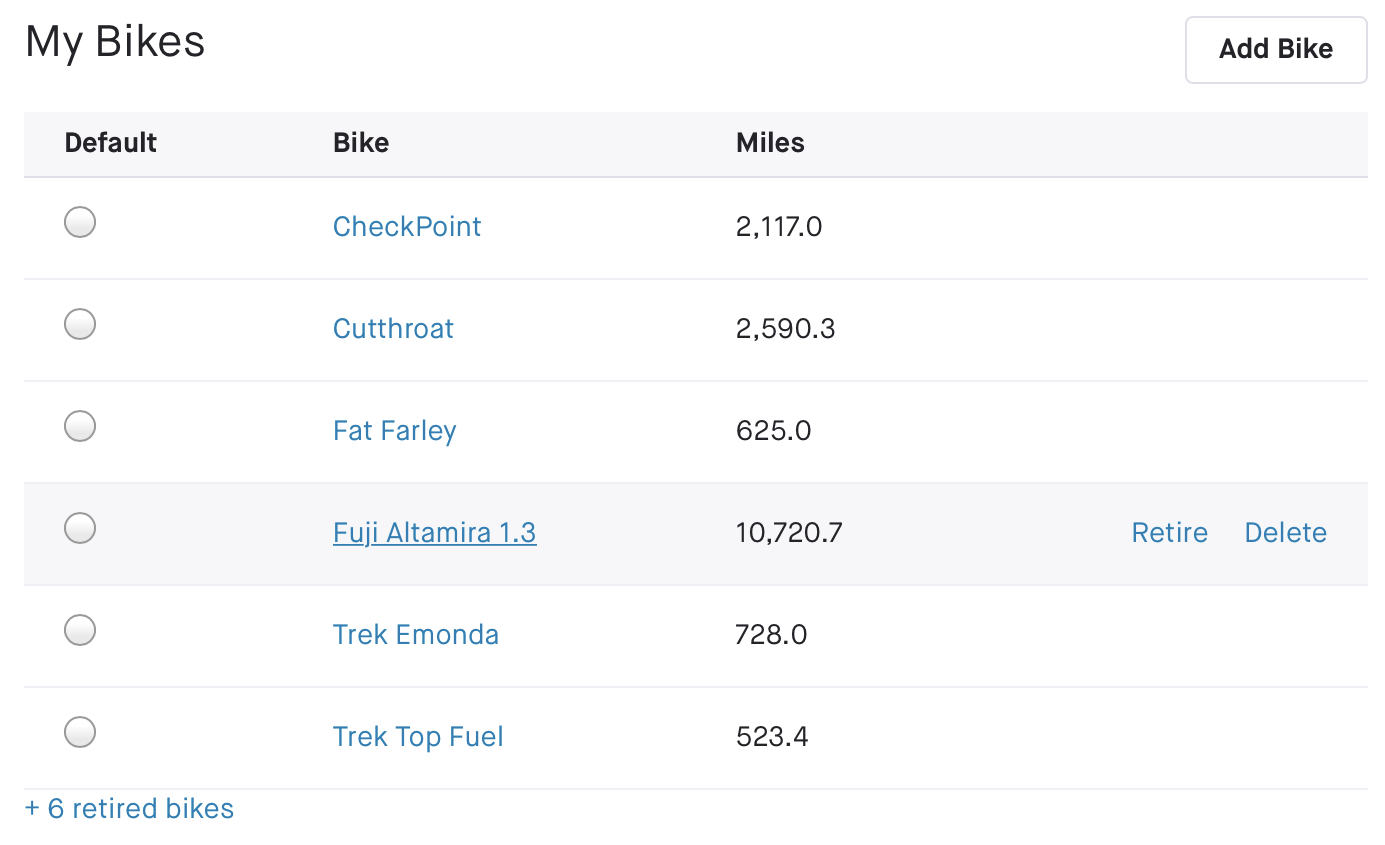 My Bikes
Add Bike
Default Bike Miles
CheckPoint 2,117.0
Cutthroat 2,590.3
Fat Farley 625.0
Fuji Altamira 1.3 10,720.7 Retire Delete
Trek Emonda 728.0
Trek Top Fuel 523.4
+ 6 retired bikes